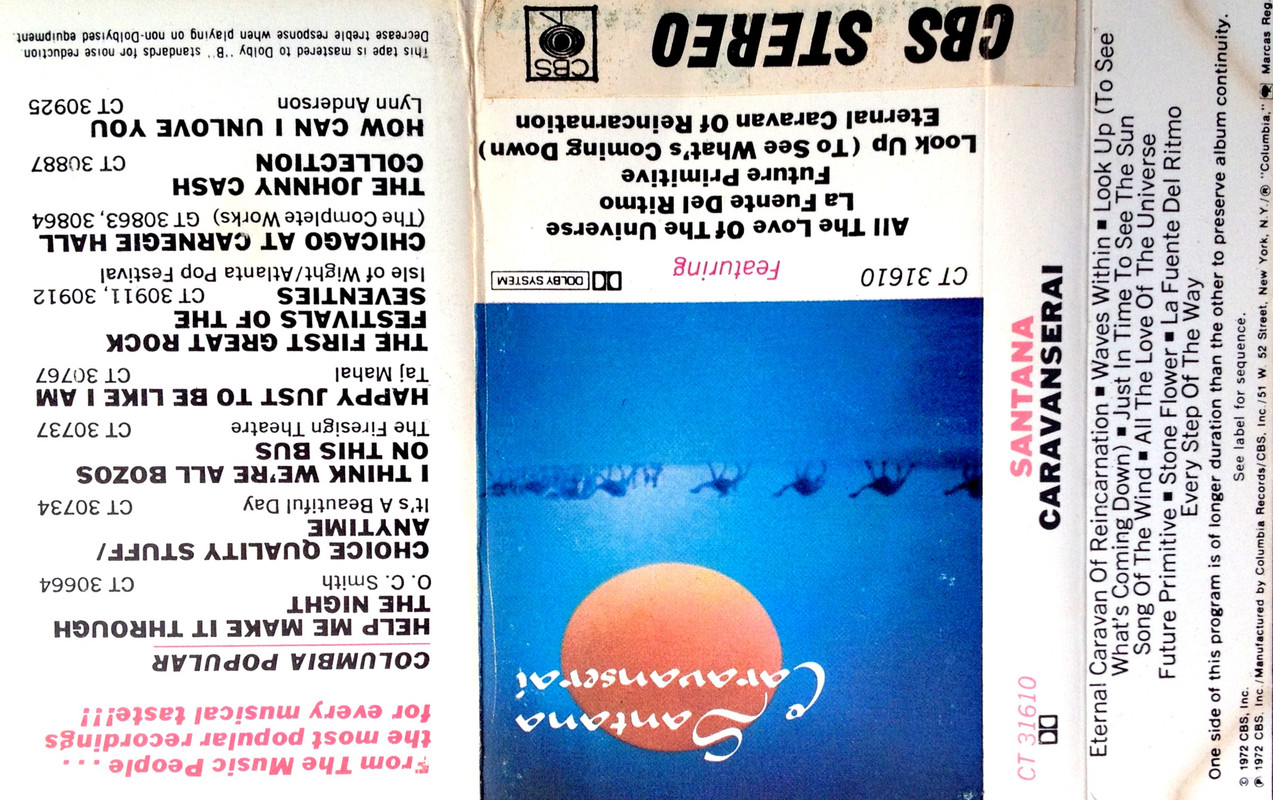 From The Music People . . .
the most popular recordings
for every musical taste!!!
COLUMBIA POPULAR
HELP ME MAKE IT THROUGH
THE NIGHT
O. C. Smith CT 30664
CHOICE QUALITY STUFF/
ANYTIME
It's A Beautiful Day CT 30734
I THINK WE'RE ALL BOZOS
ON THIS BUS
The Firesign Theatre CT 30737
HAPPY JUST TO BE LIKE I AM
Taj Mahal CT 30767
THE FIRST GREAT ROCK
FESTIVALS OF THE
SEVENTIES
Isle of Wight/Atlanta Pop Festival CT 30911, 30912
CHICAGO AT CARNEGIE HALL
(The Complete Works) GT 30863, 30864
THE JOHNNY CASH
COLLECTION CT 30887
HOW CAN I UNLOVE YOU
Lynn Anderson CT 30925
This tape is mastered to Dolby "B" standards for noise reduction.
Decrease treble response when playing on non-Dolbyised equipment.
Santana
Caravanserai
CT 31610 Featuring DOLBY SYSTEM
All The Love Of The Universe
La Fuente Del Ritmo
Future Primitive
Look Up (To See What's Coming Down)
Eternal Caravan Of Reincarnation
CBS STEREO CBS
CT 31610
SANTANA
CARAVANSERAI
Eternal Caravan Of Reincarnation ■ Waves Within ■ Look Up (To See
What's Coming Down) ■ Just In Time To See The Sun
Song Of The Wind ■ All The Love Of The Universe
Future Primitive ■ Stone Flower ■ La Fuente Del Ritmo
Every Step Of The Way
One side of this program is of longer duration than the other to preserve album continuity.
See label for sequence.
© 1972 CBS, Inc.
℗ 1972 CBS, Inc./Manufactured by Columbia Records/CBS, Inc./51 W. 52 Street, New York, N.Y./® "Columbia," Marcas Reg.